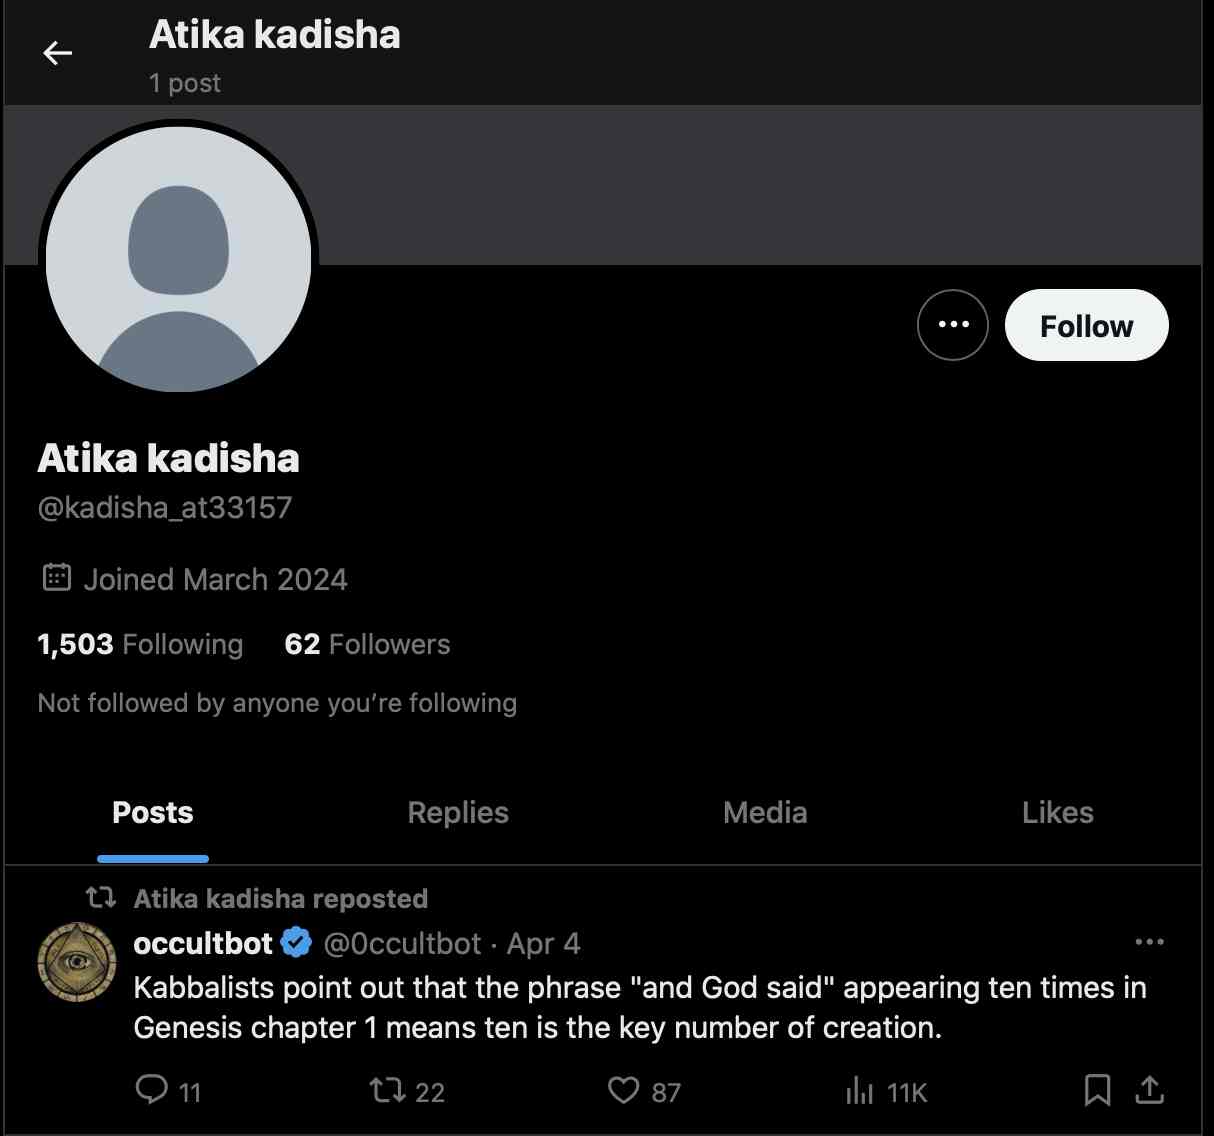 Atika kadisha
1 post
Follow
Atika kadisha
@kadisha_at33157
Joined March 2024
1,503 Following 62 Followers
Not followed by anyone you’re following
Posts Replies Media Likes
Atika kadisha reposted
occultbot @0ccultbot · Apr 4
Kabbalists point out that the phrase "and God said" appearing ten times in
Genesis chapter 1 means ten is the key number of creation.
11 22 87 11K